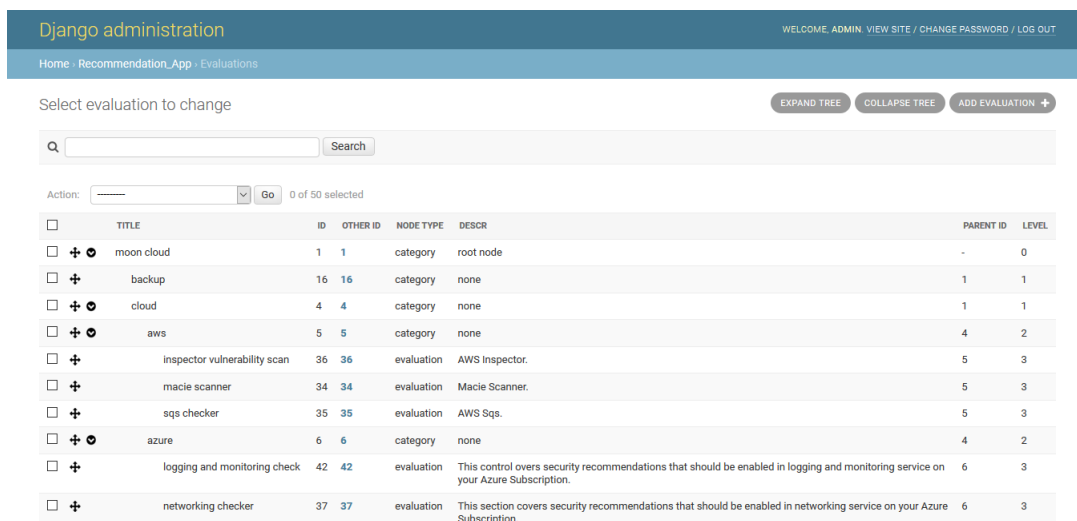 Django administration
WELCOME, ADMIN. VIEW SITE / CHANGE PASSWORD / LOG OUT
Home › Recommendation_App › Evaluations
Select evaluation to change
EXPAND TREE COLLAPSE TREE ADD EVALUATION +
Search
Action: --------- Go 0 of 50 selected
TITLE ID OTHER ID NODE TYPE DESCR PARENT ID LEVEL
moon cloud 1 1 category root node - 0
backup 16 16 category none 1 1
cloud 4 4 category none 1 1
aws 5 5 category none 4 2
inspector vulnerability scan 36 36 evaluation AWS Inspector. 5 3
macie scanner 34 34 evaluation Macie Scanner. 5 3
sqs checker 35 35 evaluation AWS Sqs. 5 3
azure 6 6 category none 4 2
logging and monitoring check 42 42 evaluation This control overs security recommendations that should be enabled in logging and monitoring service on 6 3
your Azure Subscription.
networking checker 37 37 evaluation This section covers security recommendations that should be enabled in networking service on your Azure 6 3
Subscription.